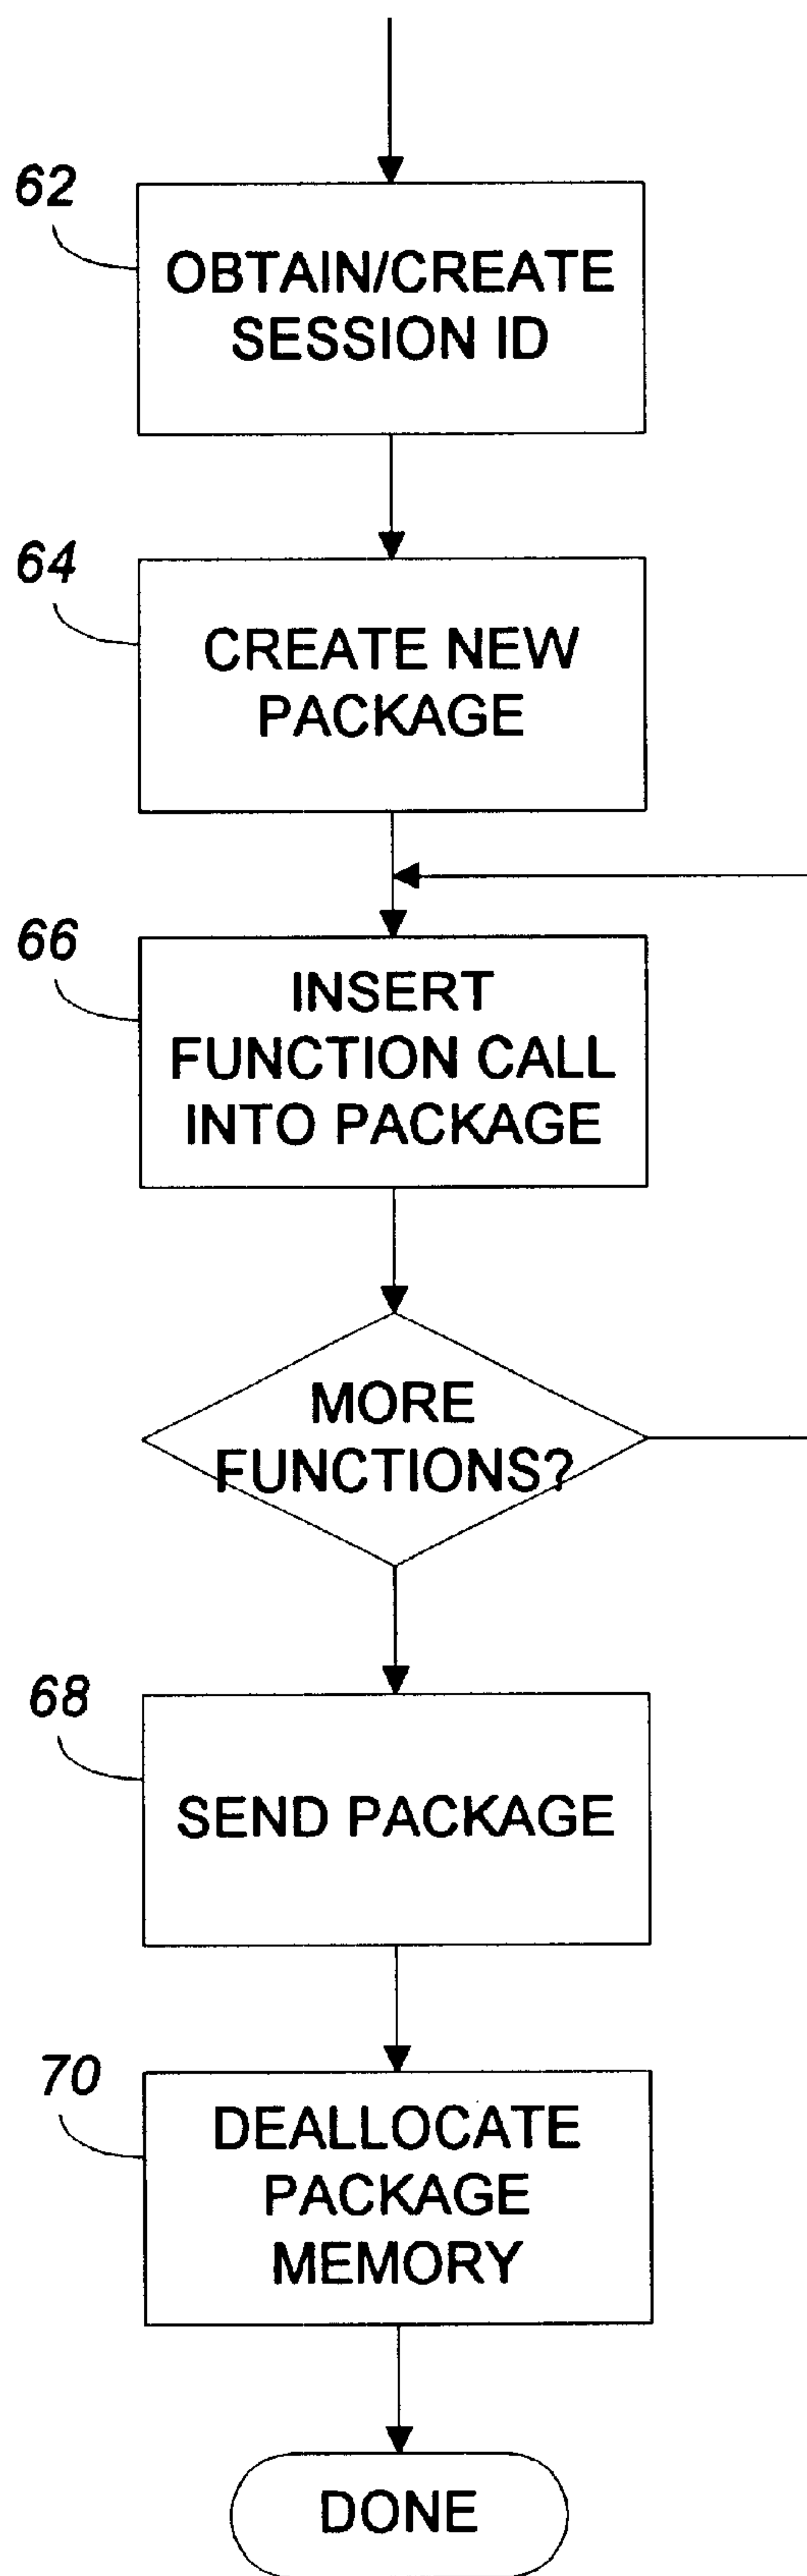 62
OBTAIN/CREATE
SESSION ID
64
CREATE NEW
PACKAGE
66
INSERT
FUNCTION CALL
INTO PACKAGE
MORE
FUNCTIONS?
68
SEND PACKAGE
70
DEALLOCATE
PACKAGE
MEMORY
DONE